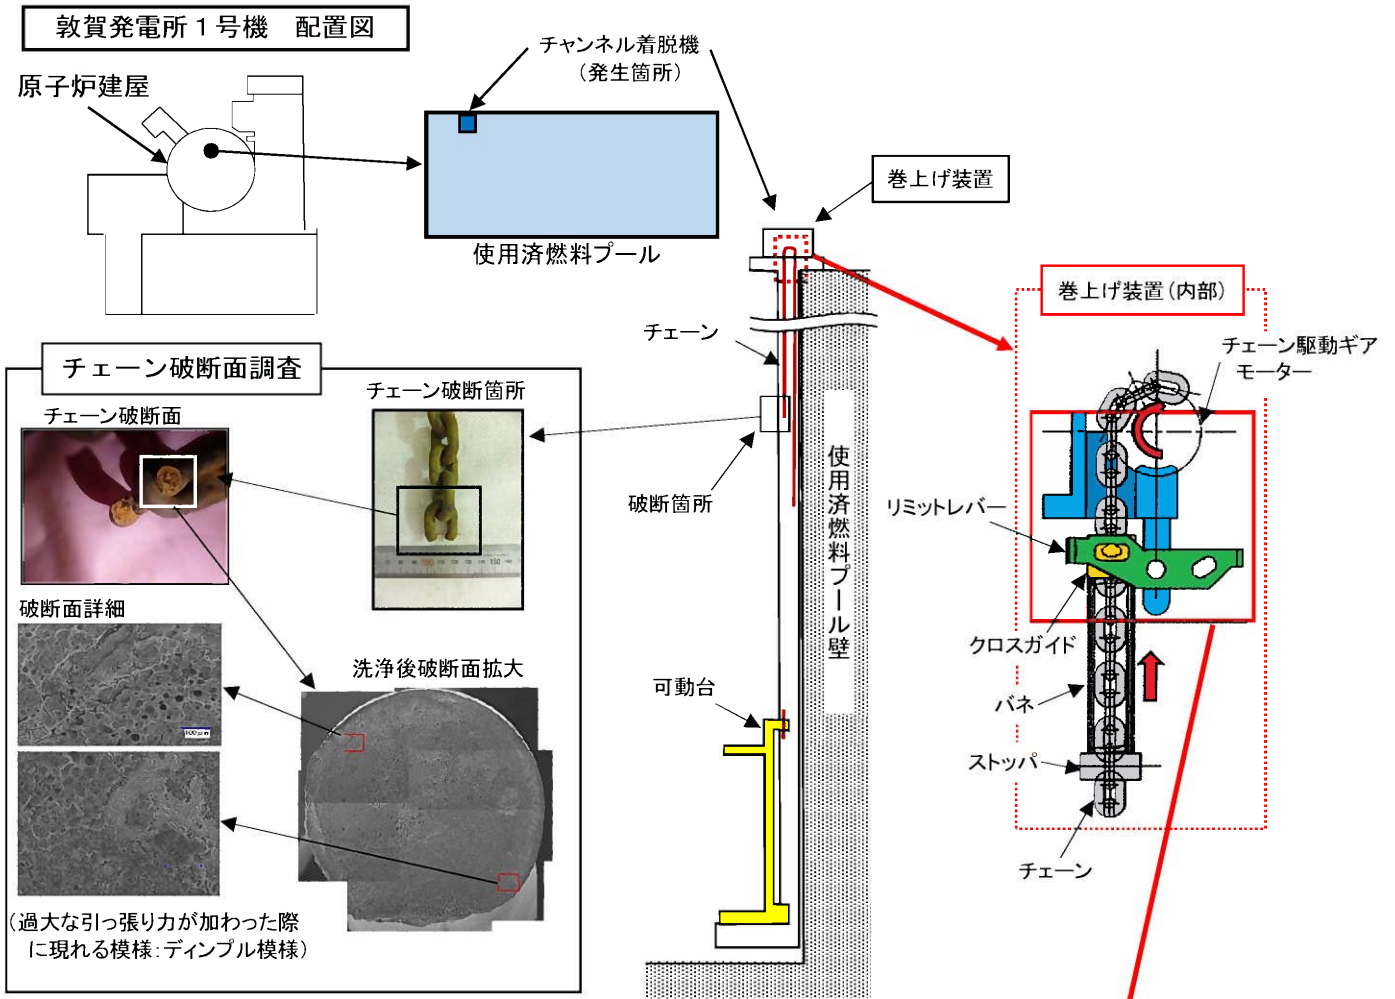 敦賀発電所１号機　配置図
原子炉建屋
チャンネル着脱機
（発生箇所）
使用済燃料プール
巻上げ装置
巻上げ装置（内部）
チェーン駆動ギア
モーター
チェーン
破断箇所
使用済燃料プール壁
可動台
リミットレバー
クロスガイド
バネ
ストッパ
チェーン
チェーン破断面調査
チェーン破断面
チェーン破断箇所
破断面詳細
洗浄後破断面拡大
100μm
（過大な引っ張り力が加わった際
に現れる模様：ディンプル模様）